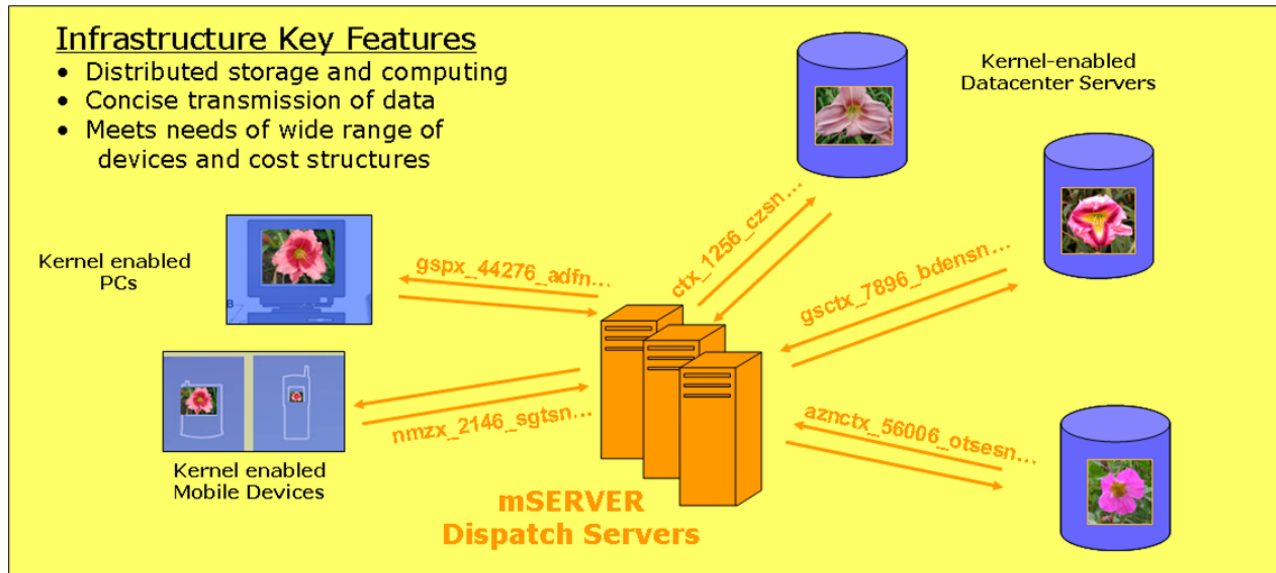 Infrastructure Key Features
• Distributed storage and computing
• Concise transmission of data
• Meets needs of wide range of
devices and cost structures
Kernel-enabled
Datacenter Servers
Kernel enabled
PCs
B
gspx_44276_adfn...
ctx_1256_czsn...
gsctx_7896_bdensn...
nmzx_2146_sgtsn...
aznctx_56006_otsesn...
Kernel enabled
Mobile Devices
mSERVER
Dispatch Servers